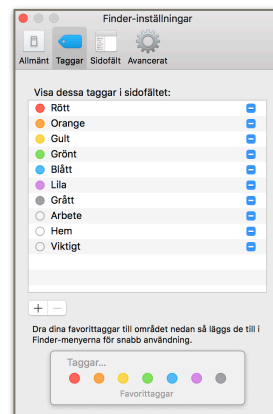 Finder-inställningar
Allmänt Taggar Sidofält Avancerat
Visa dessa taggar i sidofältet:
Rött
Orange
Gult
Grönt
Blått
Lila
Grått
Arbete
Hem
Viktigt
Dra dina favorittaggar till området nedan så läggs de till i
Finder-menyerna för snabb användning.
Taggar...
Favorittaggar